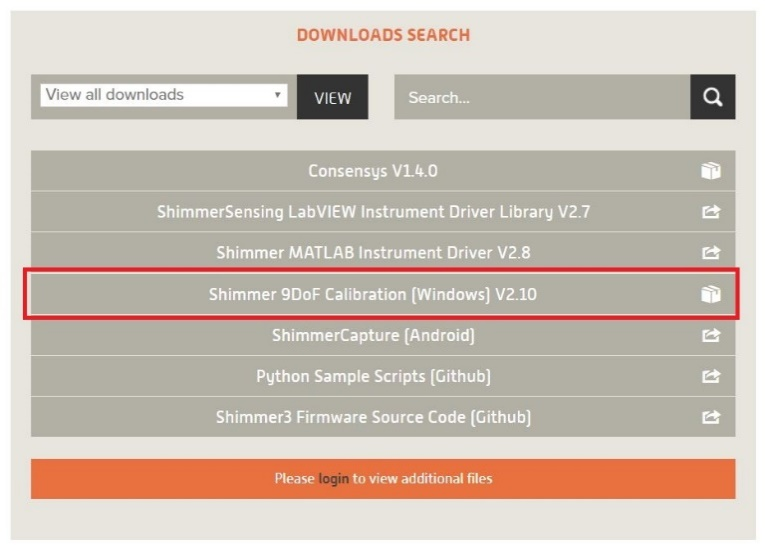 DOWNLOADS SEARCH
View all downloads
VIEW
Search...
Consensys V1.4.0
ShimmerSensing LabVIEW Instrument Driver Library V2.7
Shimmer MATLAB Instrument Driver V2.8
Shimmer 9DoF Calibration (Windows) V2.10
ShimmerCapture (Android)
Python Sample Scripts (Github)
Shimmer3 Firmware Source Code (Github)
Please login to view additional files